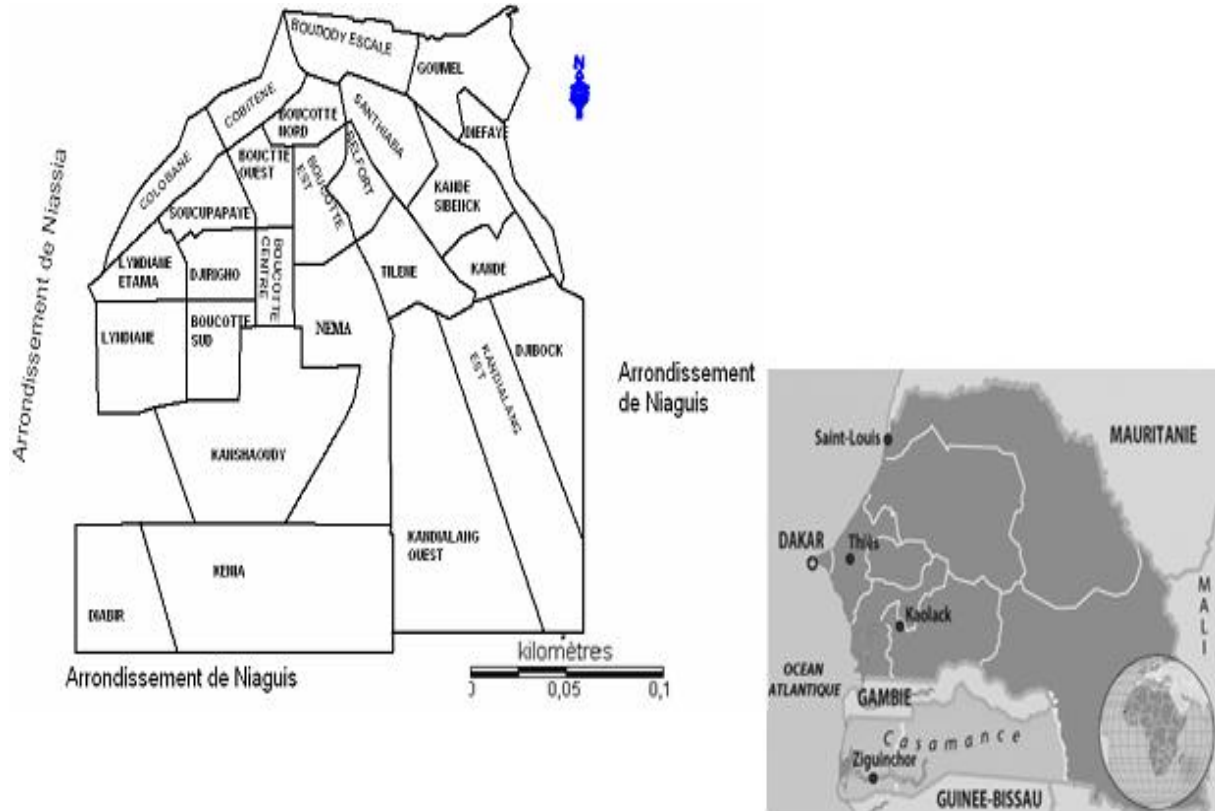 BOUDODY ESCALE
GOUMEL
N
COBITENE
BOUCOTTE
NORD
SANTHIABA
DIEFAYE
COLOBANE
BOUCTTE
OUEST
BOUCOTTE
EST
BELFORT
KANDE
SIBEIICK
SOUCUPAPAYE
LYNDIANE
ETAMA
DJIRIGHO
BOUCOTTE
CENTRE
TILENE
KANDE
LYNDIANE
BOUCOTTE
SUD
NEMA
KANDIALANG
EST
DJIBOCK
KANSHAOUDY
KANDIALANG
OUEST
KENIA
DIABIR
Arrondissement de Niassia
Arrondissement
de Niaguis
Arrondissement de Niaguis
kilomètres
0
0,05
0,1
Saint-Louis
MAURITANIE
DAKAR
Thiès
Kaolack
MALI
OCEAN
ATLANTIQUE
GAMBIE
Casamance
Ziguinchor
GUINEE-BISSAU